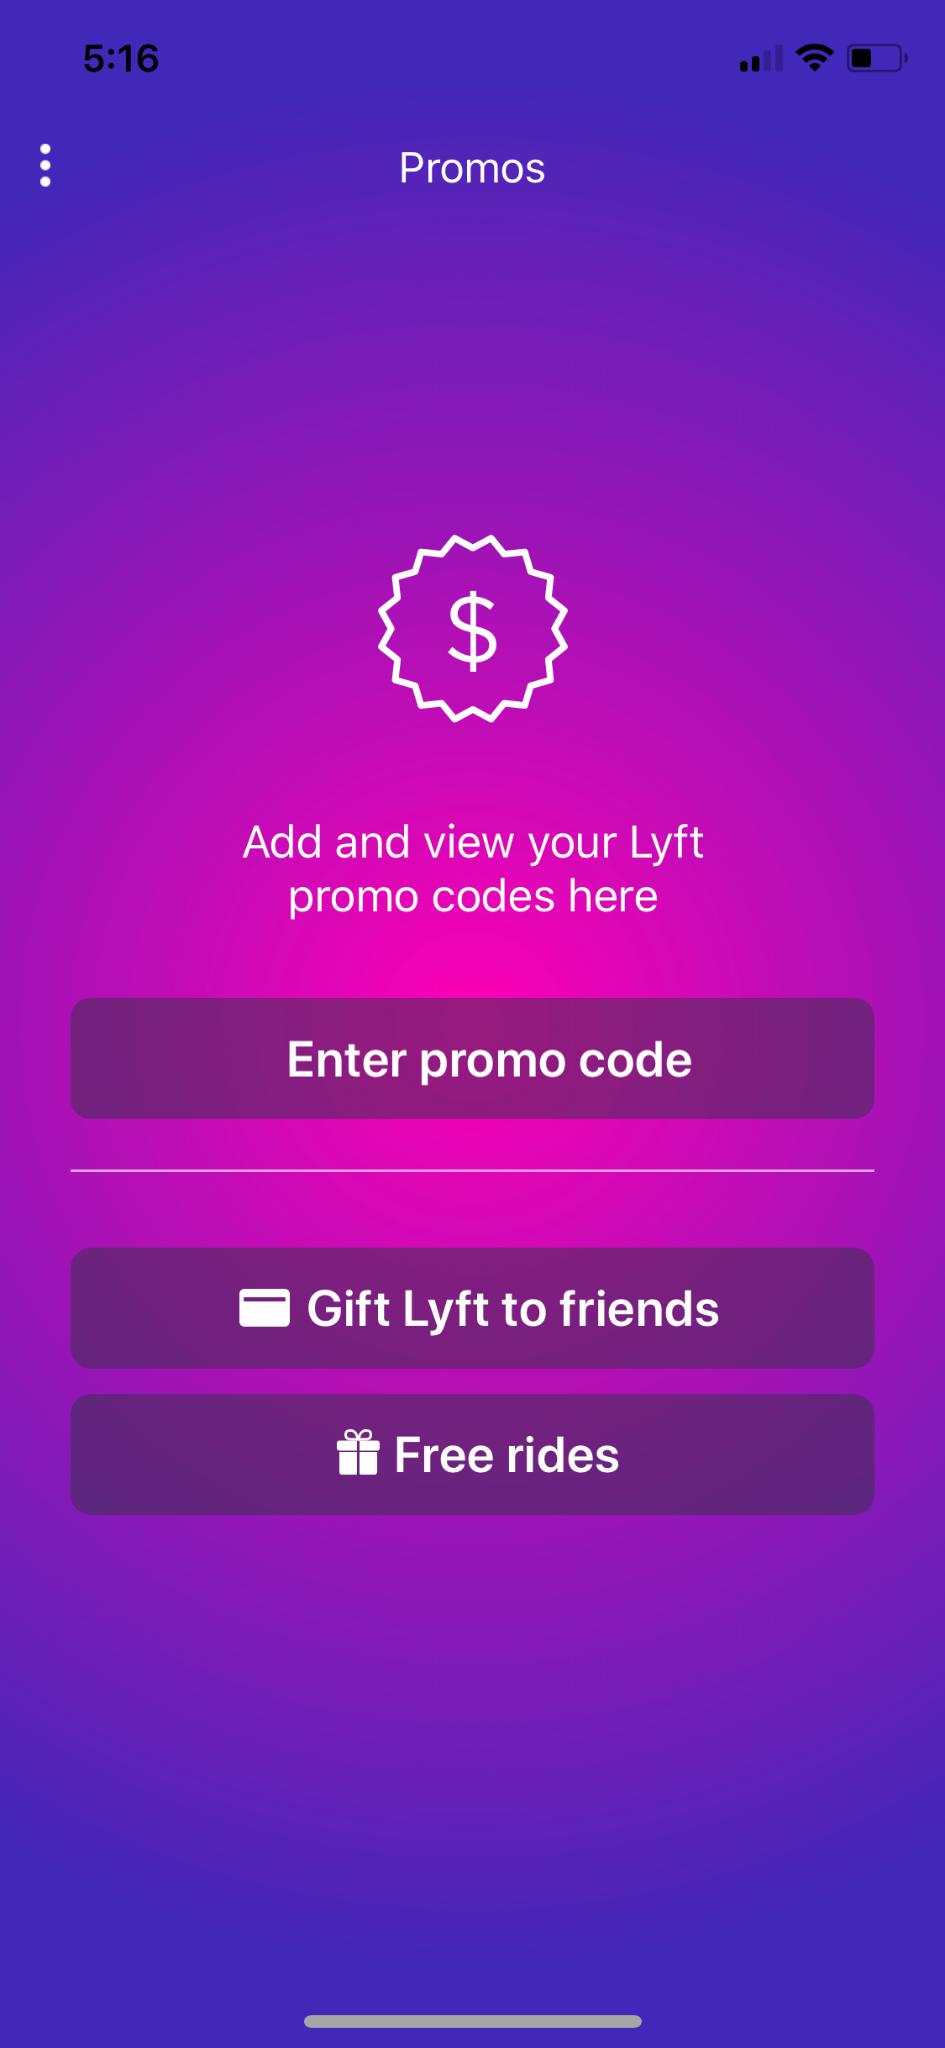 5:16
Promos
$
Add and view your Lyft
promo codes here
Enter promo code
Gift Lyft to friends
Free rides